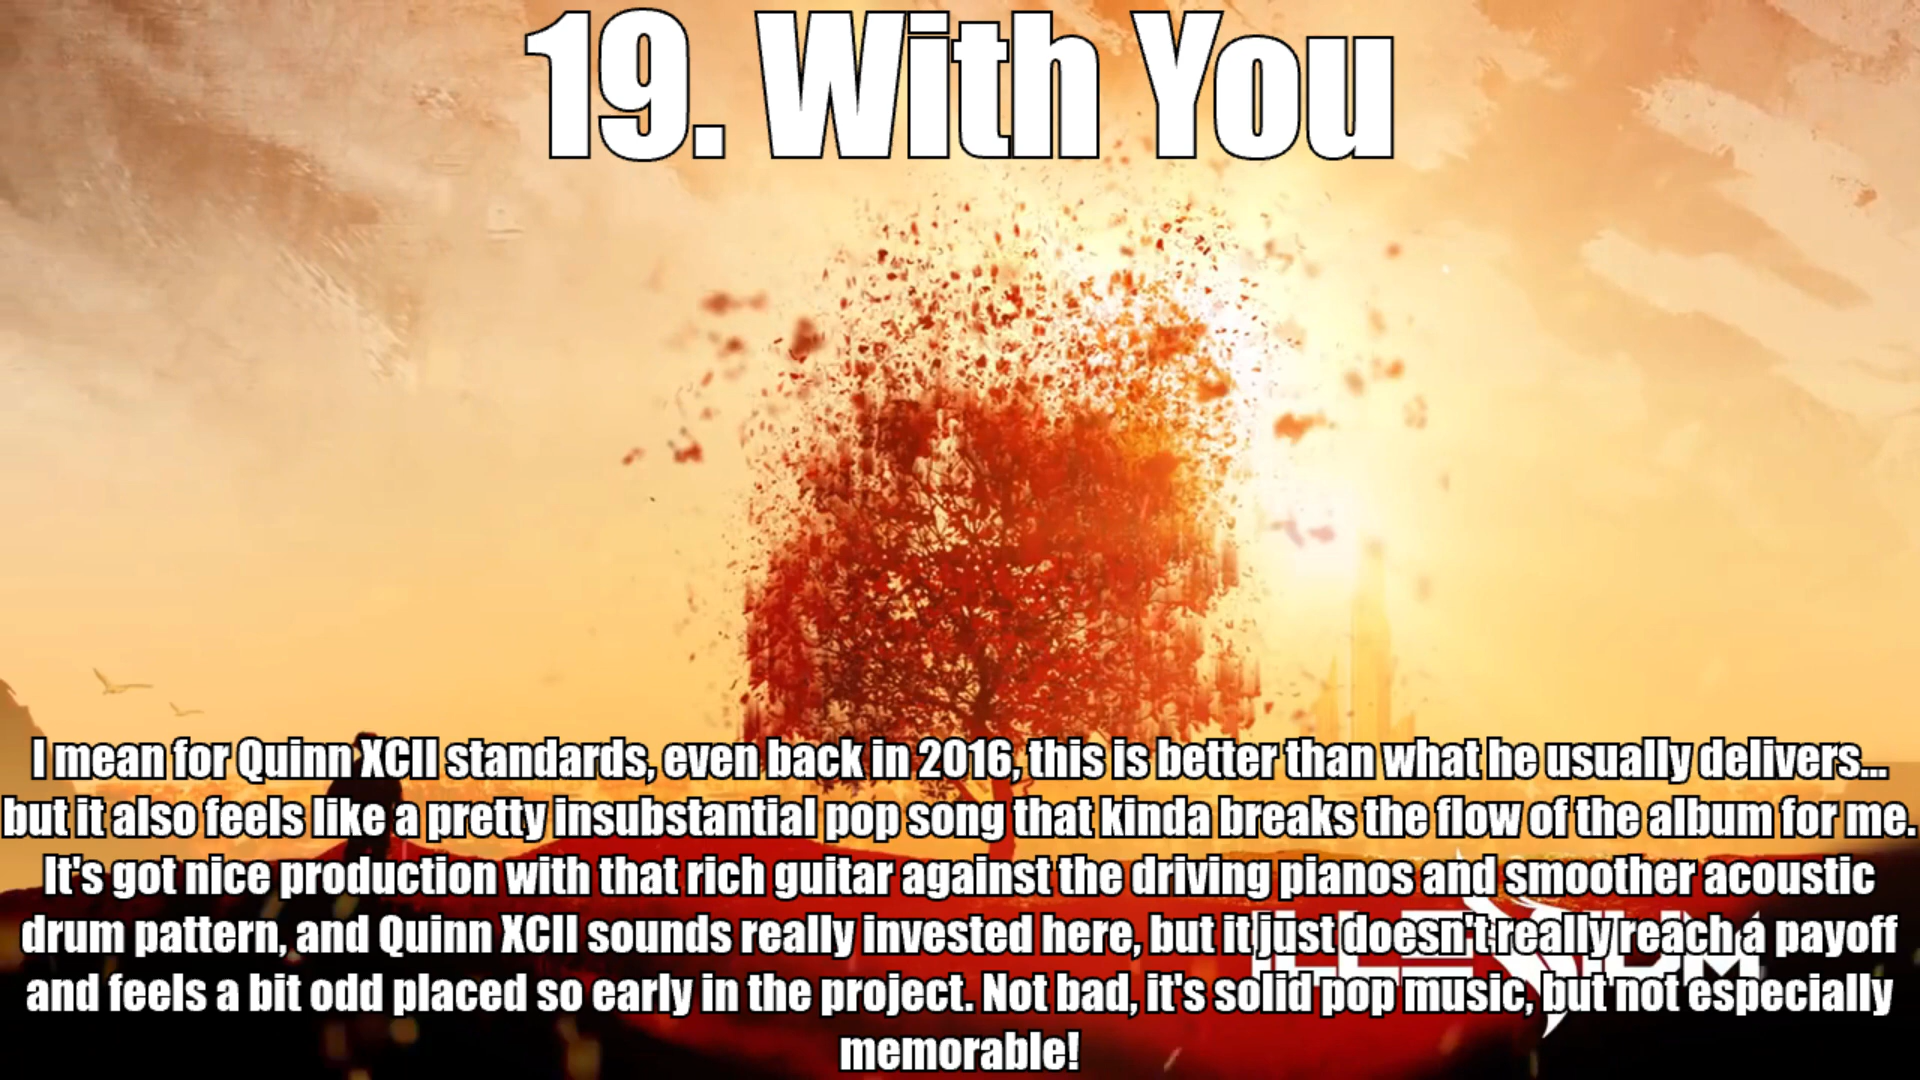 19. With You
I mean for Quinn XCII standards, even back in 2016, this is better than what he usually delivers...
but it also feels like a pretty insubstantial pop song that kinda breaks the flow of the album for me.
It's got nice production with that rich guitar against the driving pianos and smoother acoustic
drum pattern, and Quinn XCII sounds really invested here, but it just doesn't really reach a payoff
and feels a bit odd placed so early in the project. Not bad, it's solid pop music, but not especially
memorable!